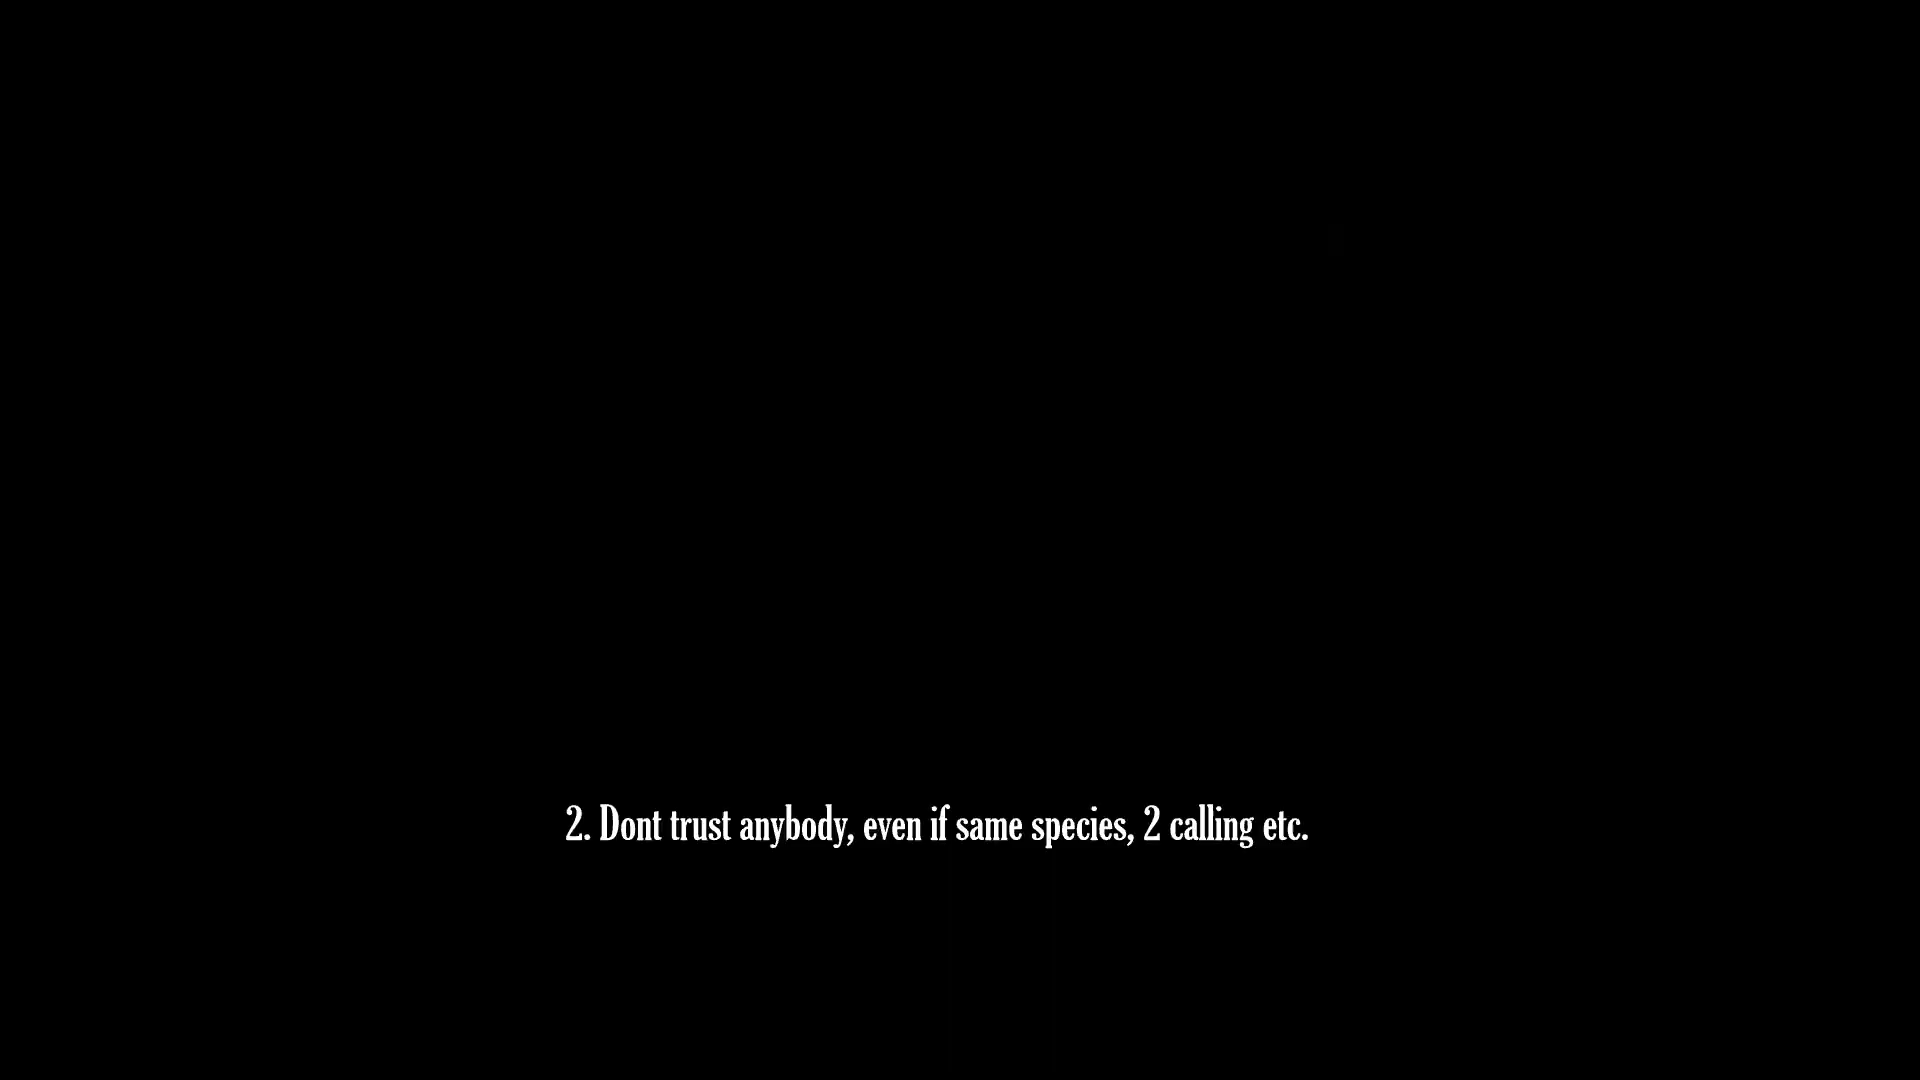 2. Dont trust anybody, even if same species, 2 calling etc.